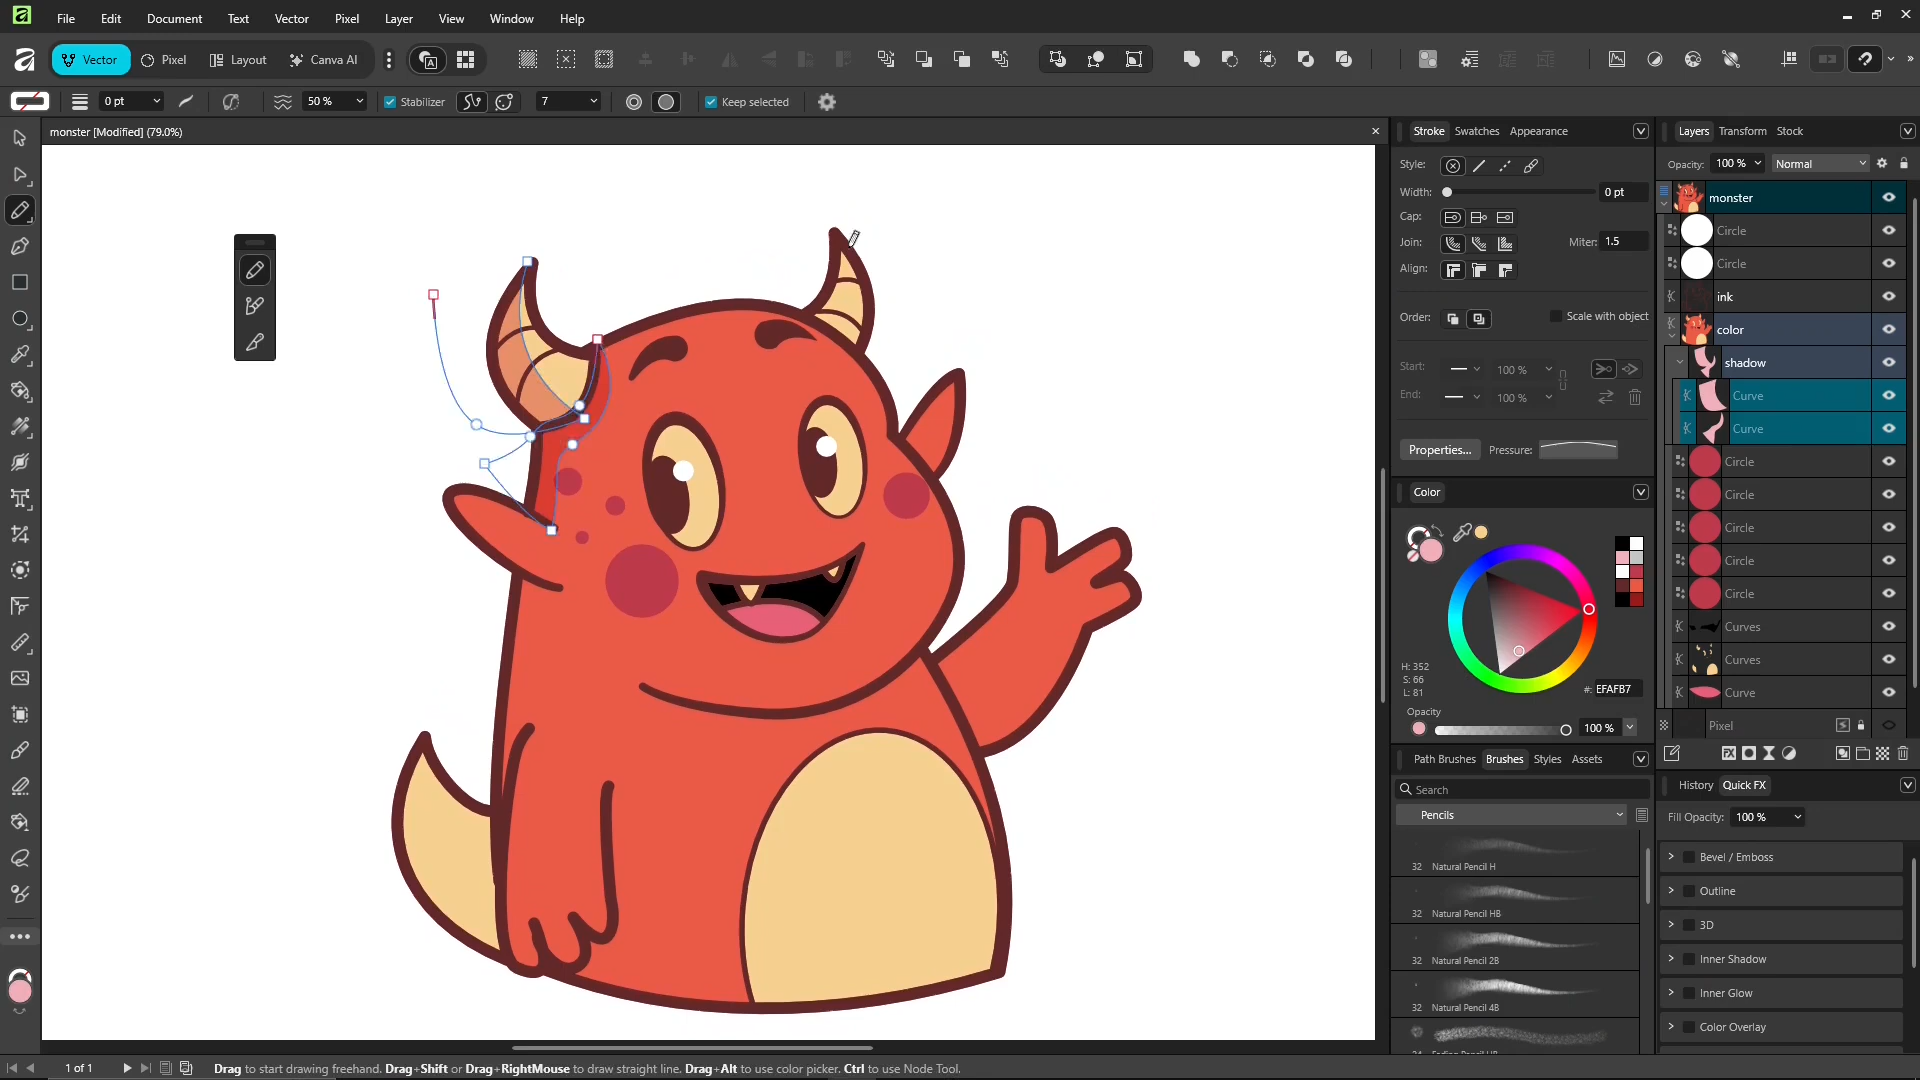 File Edit Document Text Vector Pixel Layer View Window Help
Vector Pixel Layout Canva AI
0 pt 50 % Stabilizer 7 Keep selected
monster [Modified] (79.0%)
Stroke Swatches Appearance
Style:
Width: 0 pt
Cap:
Join: Miter: 1.5
Align:
Order: Scale with object
Start: 100 %
End: 100 %
Properties... Pressure:
Color
H: 352
S: 66
L: 81
#: EFAFB7
Opacity
100 %
Path Brushes Brushes Styles Assets
Search
Pencils
32 Natural Pencil H
32 Natural Pencil HB
32 Natural Pencil 2B
32 Natural Pencil 4B
Layers Transform Stock
Opacity: 100 % Normal
monster
Circle
Circle
ink
color
shadow
Curve
Curve
Circle
Circle
Circle
Circle
Circle
Curves
Curves
Curve
Pixel
History Quick FX
Fill Opacity: 100 %
Bevel / Emboss
Outline
3D
Inner Shadow
Inner Glow
Color Overlay
1 of 1 Drag to start drawing freehand. Drag+Shift or Drag+RightMouse to draw straight line. Drag+Alt to use color picker. Ctrl to use Node Tool.